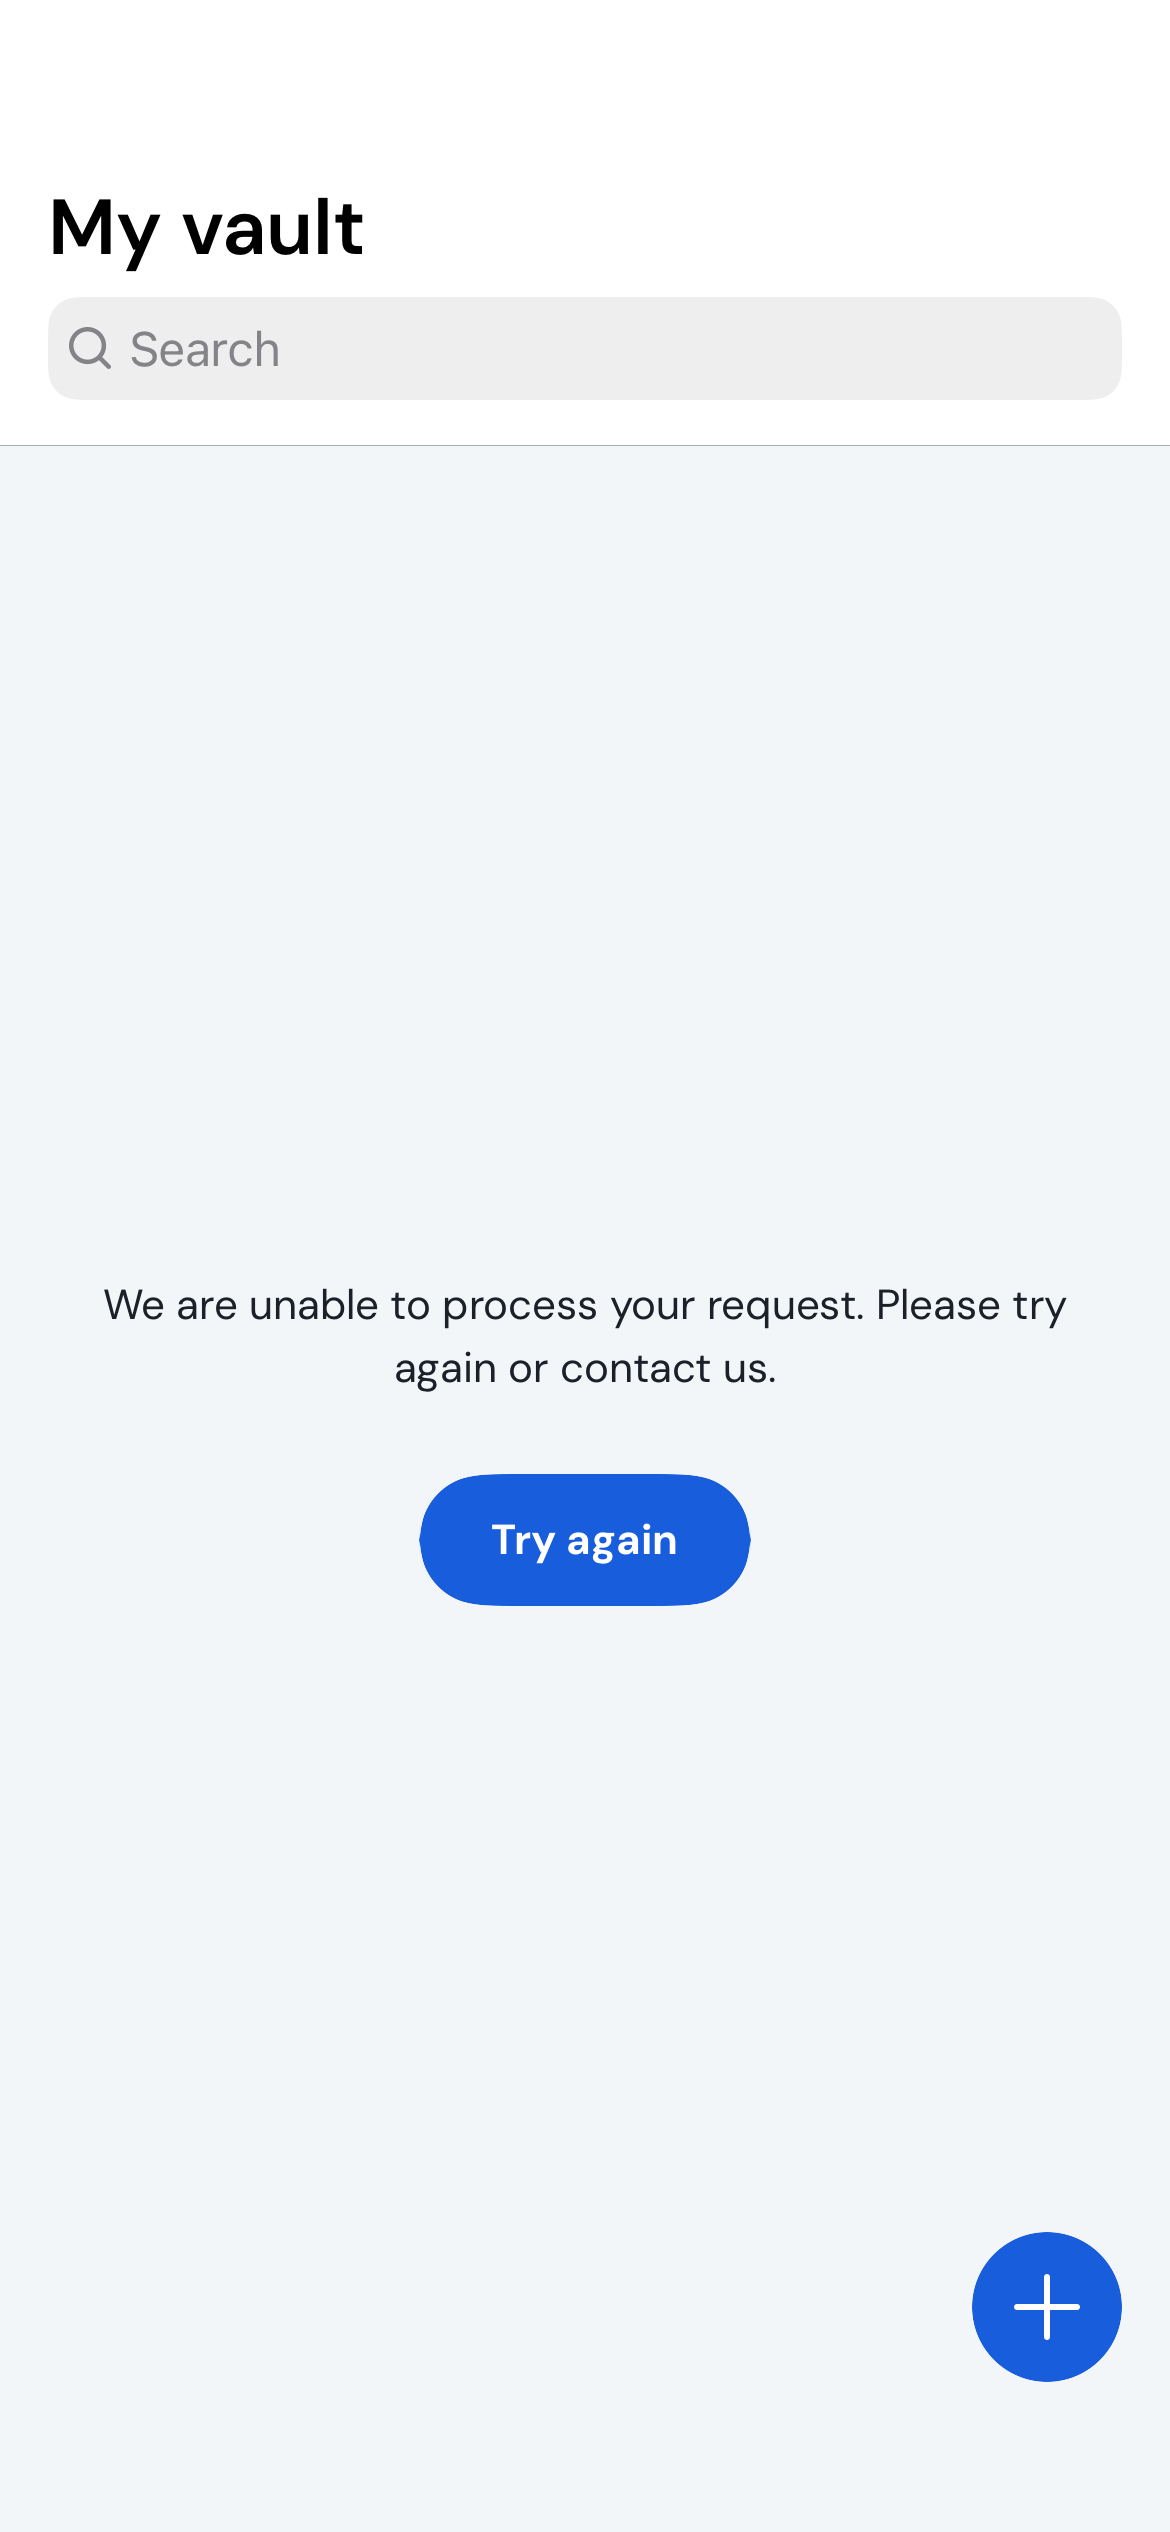 My vault
Search
We are unable to process your request. Please try
again or contact us.
Try again